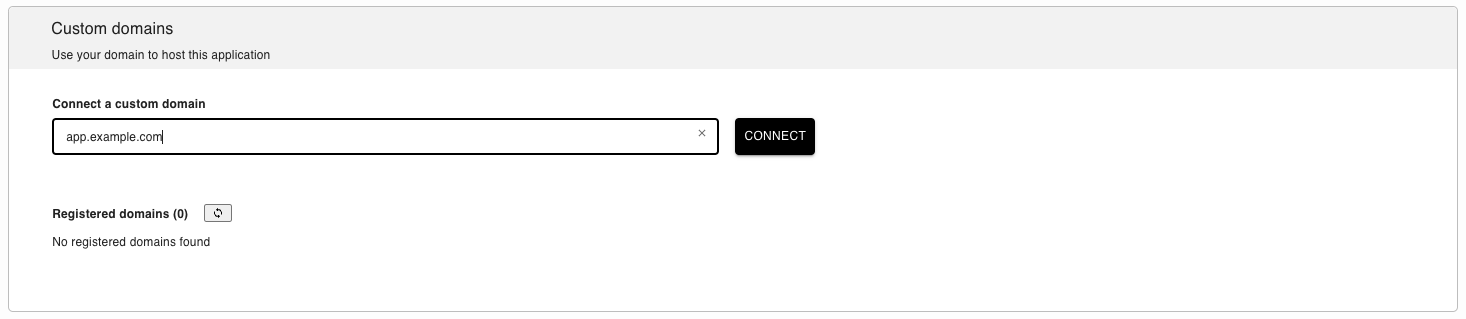 Custom domains
Use your domain to host this application
Connect a custom domain
app.example.com
×
CONNECT
Registered domains (0)
No registered domains found